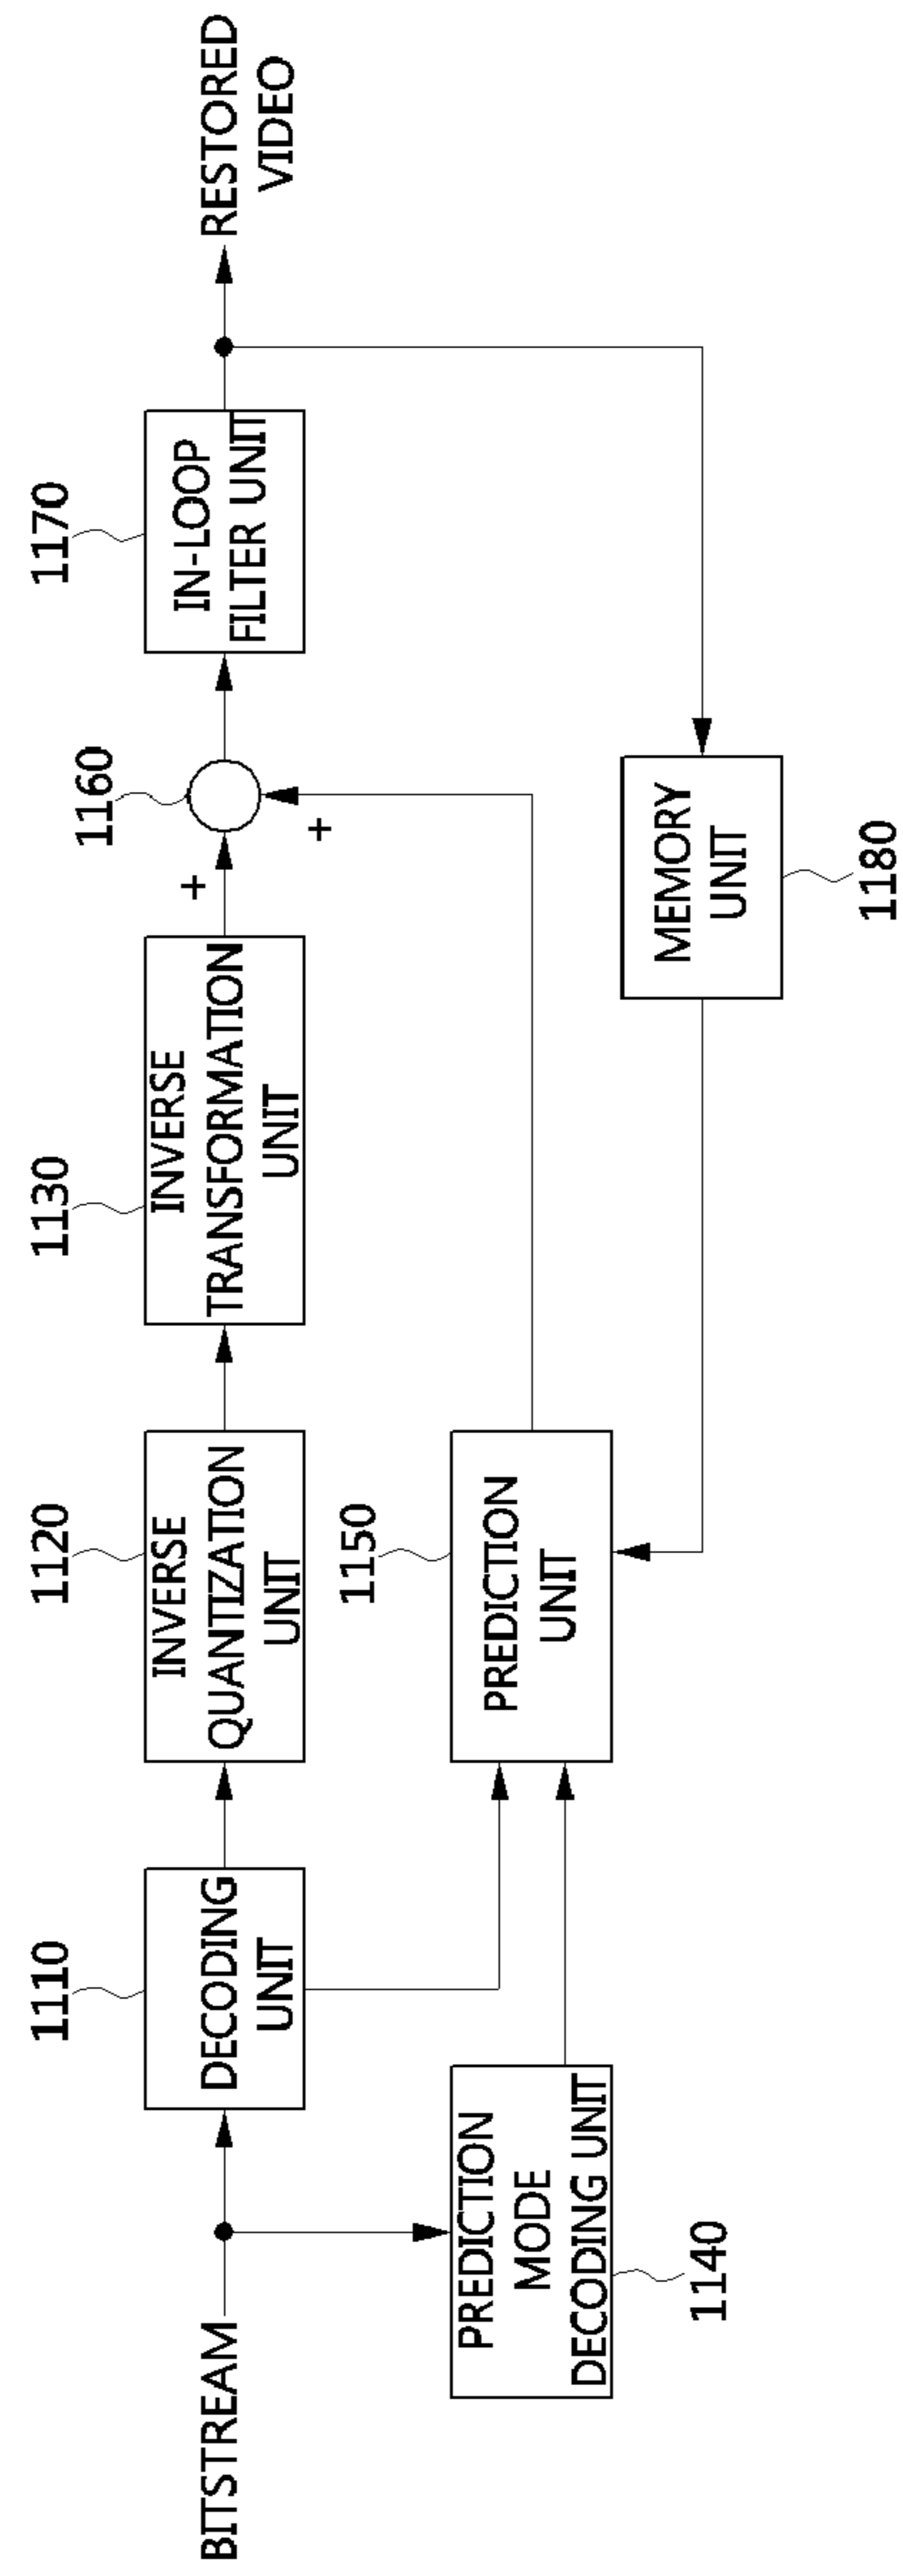 BITSTREAM
1110
DECODING
UNIT
1120
INVERSE
QUANTIZATION
UNIT
1130
INVERSE
TRANSFORMATION
UNIT
+
1160
+
1170
IN-LOOP
FILTER UNIT
RESTORED
VIDEO
PREDICTION
MODE
DECODING UNIT
1140
1150
PREDICTION
UNIT
MEMORY
UNIT
1180